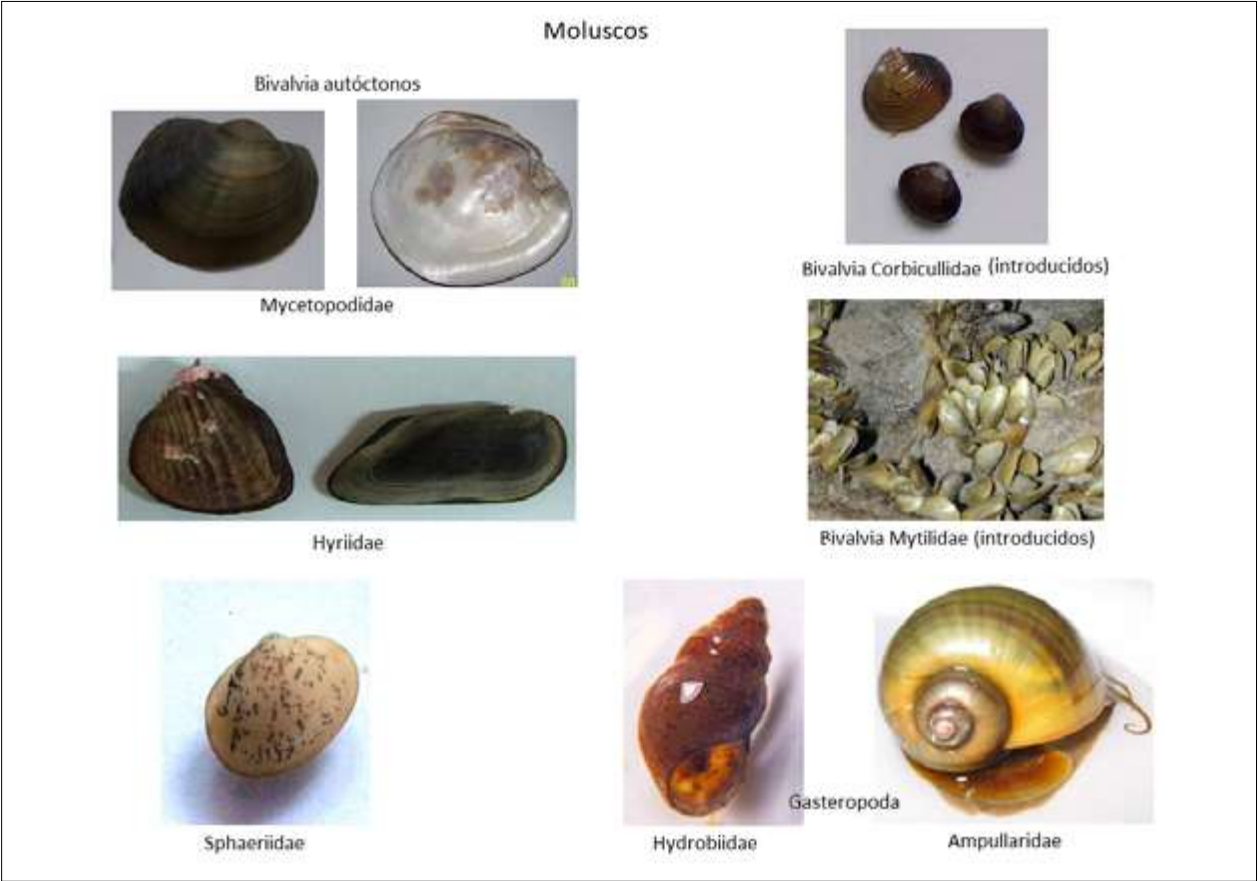 Moluscos
Bivalvia autóctonos
Mycetopodidae
Hyriidae
Sphaeriidae
Bivalvia Corbicullidae (introducidos)
Bivalvia Mytilidae (introducidos)
Gasteropoda
Hydrobiidae
Ampullaridae